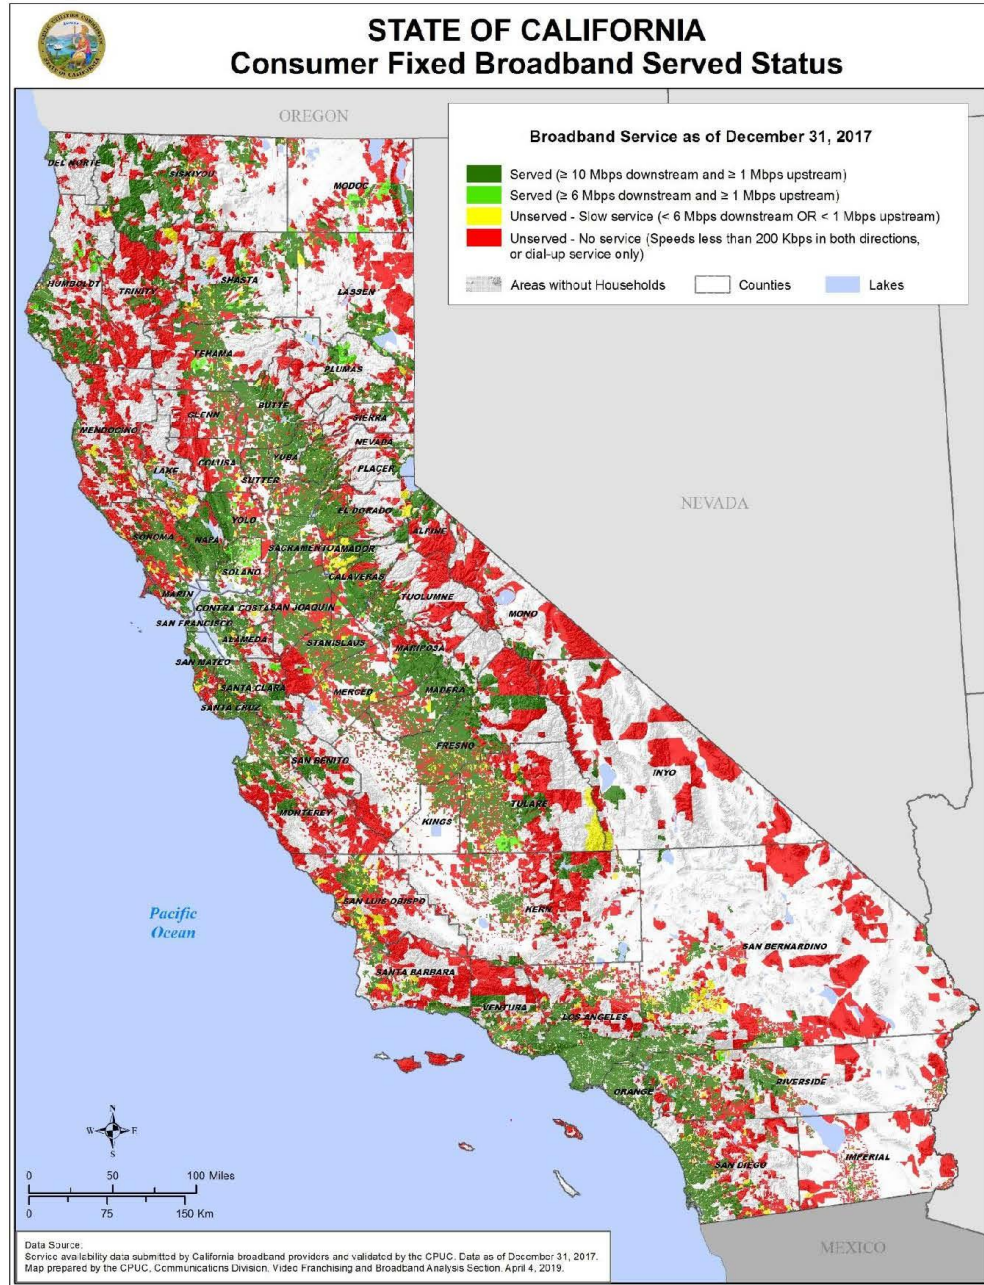 STATE OF CALIFORNIA
Consumer Fixed Broadband Served Status
OREGON
Broadband Service as of December 31, 2017
Served (≥ 10 Mbps downstream and ≥ 1 Mbps upstream)
Served (≥ 6 Mbps downstream and ≥ 1 Mbps upstream)
Unserved - Slow service (< 6 Mbps downstream OR < 1 Mbps upstream)
Unserved - No service (Speeds less than 200 Kbps in both directions,
or dial-up service only)
Areas without Households
Counties
Lakes
DEL NORTE
SISKIYOU
MODOC
HUMBOLDT
TRINITY
SHASTA
LASSEN
TEHAMA
PLUMAS
BUTTE
GLENN
SIERRA
MENDOCINO
NEVADA
YUBA
COLUSA
LAKE
PLACER
SUTTER
NEVADA
EL DORADO
YOLO
ALPINE
SONOMA
NAPA
SACRAMENTO
AMADOR
SOLANO
CALAVERAS
MARIN
TUOLUMNE
CONTRA COSTA
SAN JOAQUIN
MONO
SAN FRANCISCO
ALAMEDA
STANISLAUS
MARIPOSA
SAN MATEO
SANTA CLARA
MERCED
MADERA
SANTA CRUZ
FRESNO
SAN BENITO
INYO
TULARE
MONTEREY
KINGS
SAN LUIS OBISPO
KERN
Pacific
Ocean
SAN BERNARDINO
SANTA BARBARA
VENTURA
LOS ANGELES
RIVERSIDE
ORANGE
IMPERIAL
SAN DIEGO
MEXICO
N
W
E
S
0 50 100 Miles
0 75 150 Km
Data Source:
Service availability data submitted by California broadband providers and validated by the CPUC. Data as of December 31, 2017.
Map prepared by the CPUC, Communications Division, Video Franchising and Broadband Analysis Section. April 4, 2019.